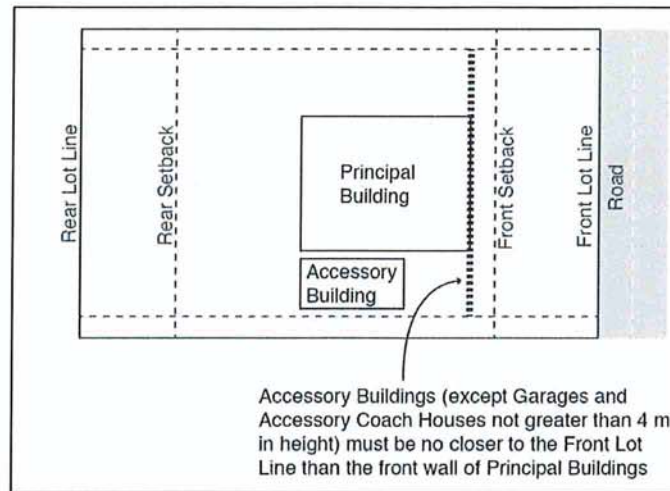 Rear Lot Line
Rear Setback
Principal
Building
Accessory
Building
Front Setback
Front Lot Line
Road
Accessory Buildings (except Garages and
Accessory Coach Houses not greater than 4 m
in height) must be no closer to the Front Lot
Line than the front wall of Principal Buildings